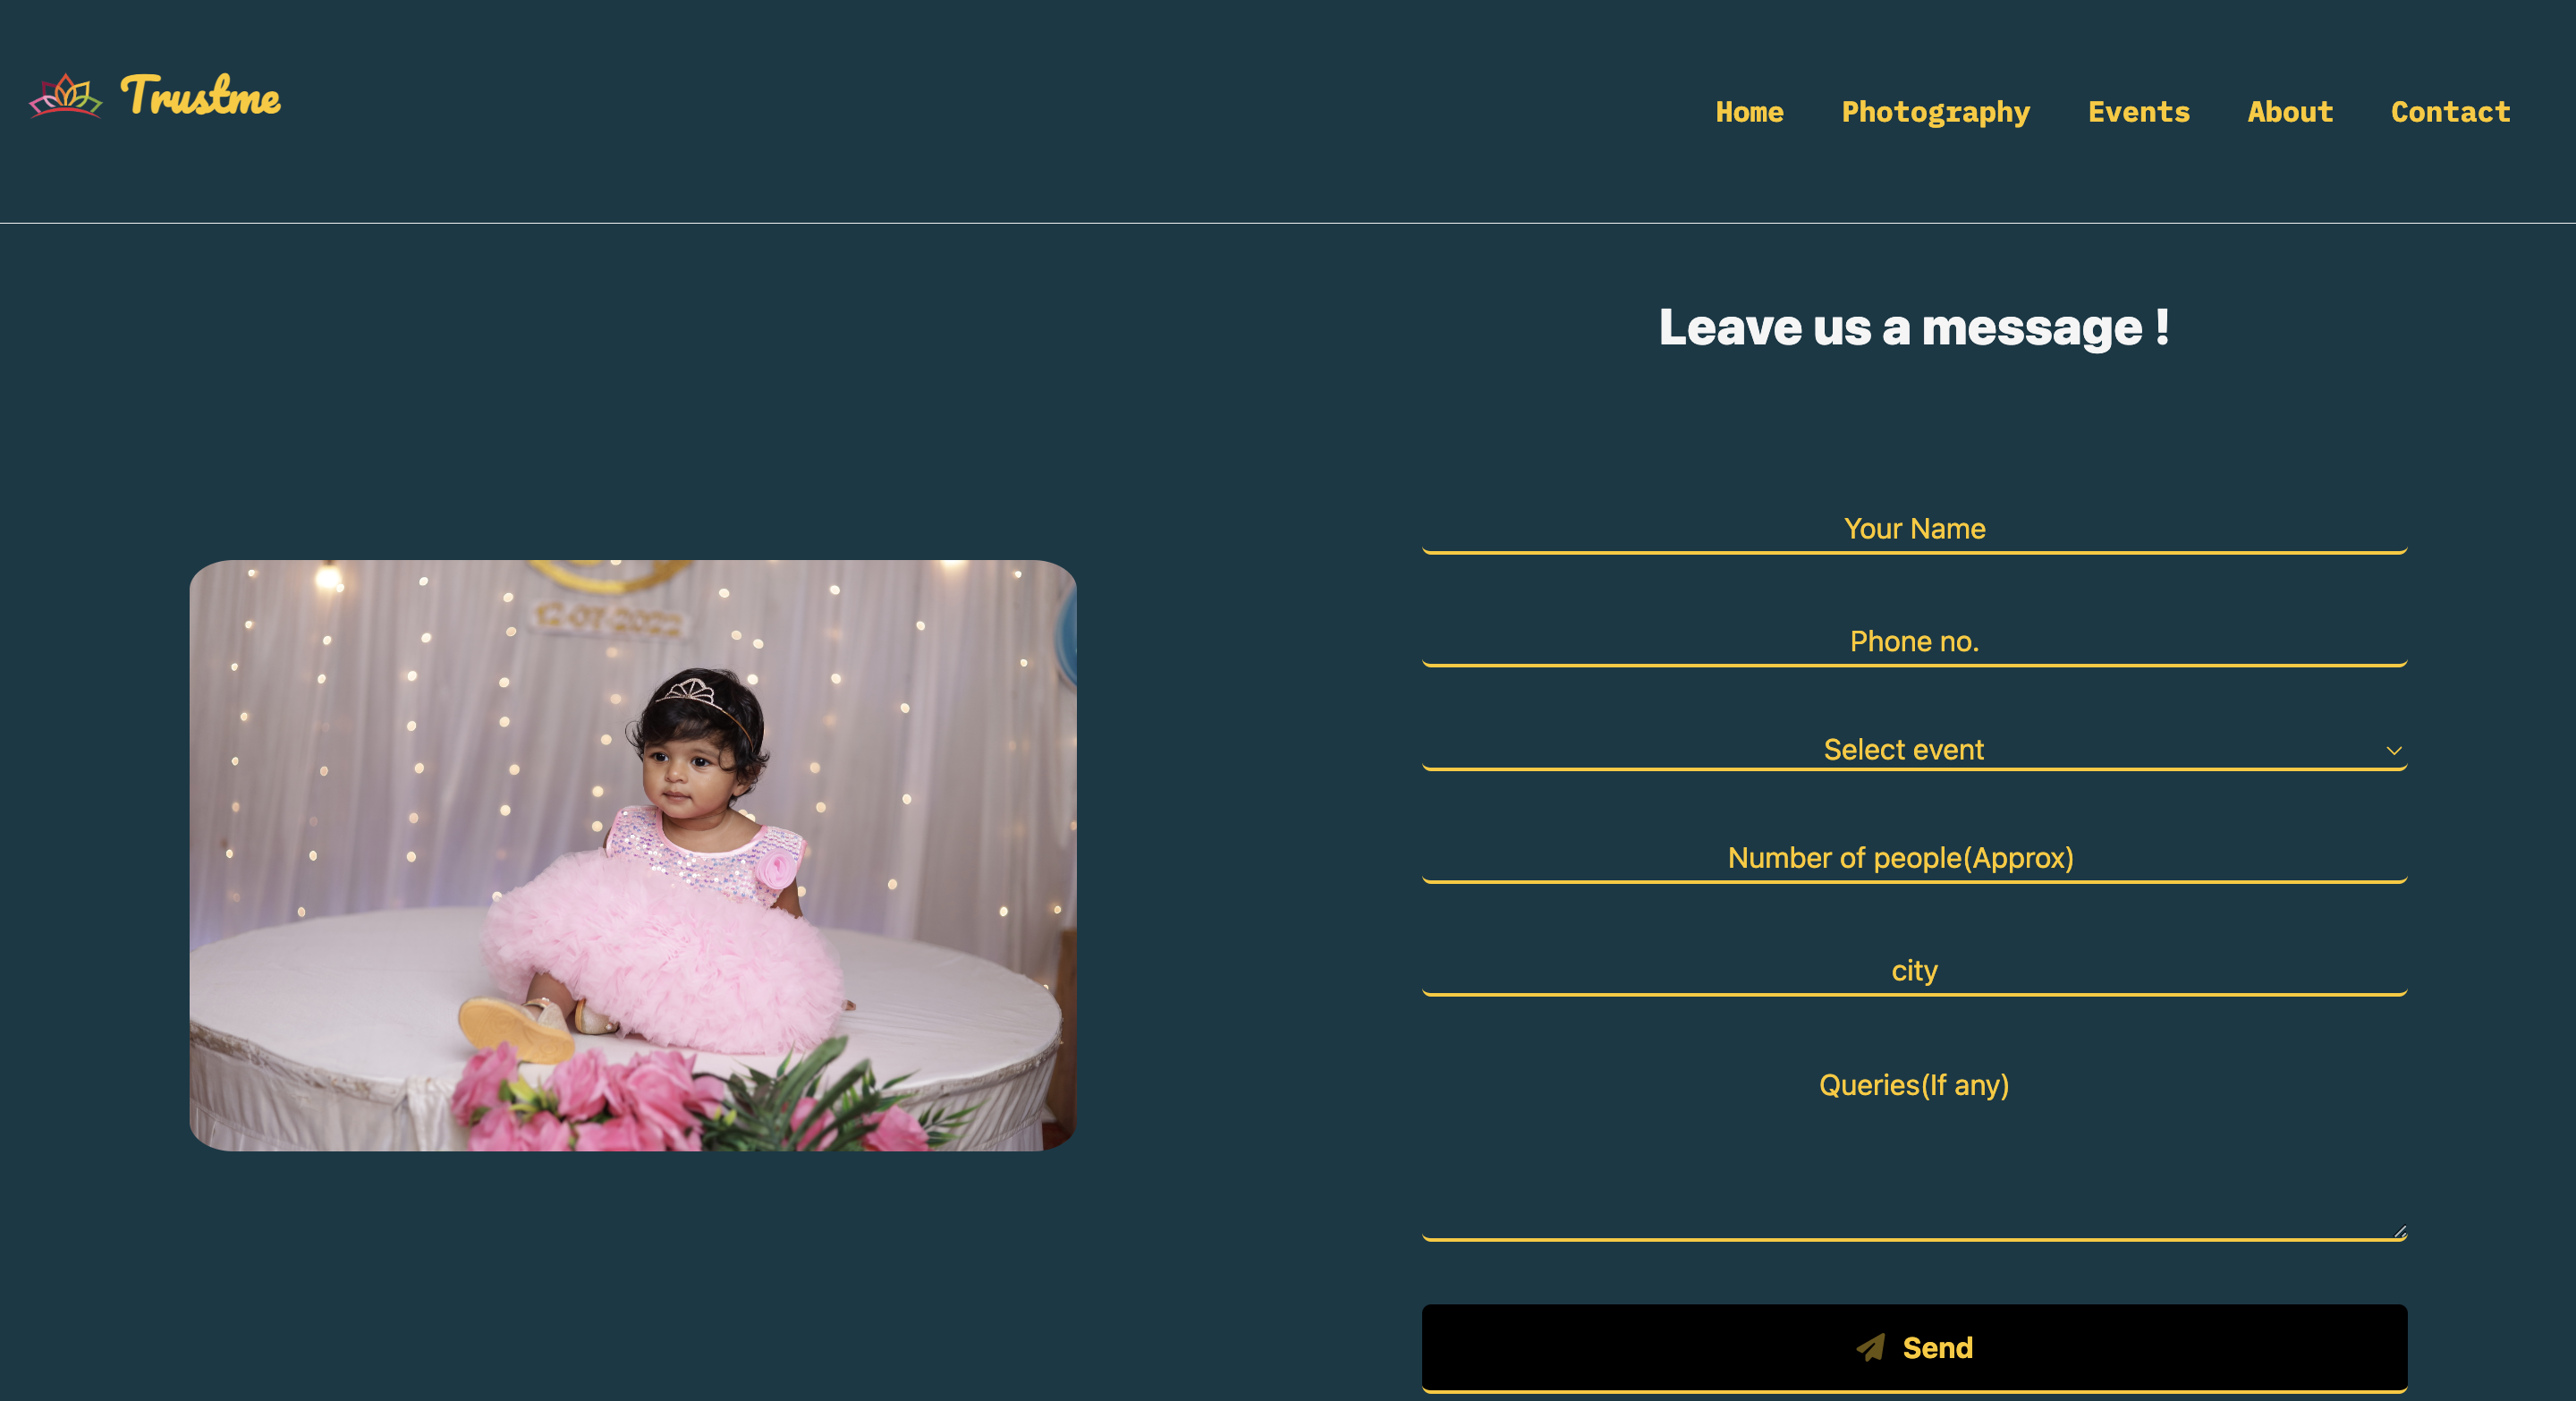 Trustme
Home Photography Events About Contact
Leave us a message !
Your Name
12-07-2022
Phone no.
Select event
Number of people(Approx)
city
Queries(If any)
Send